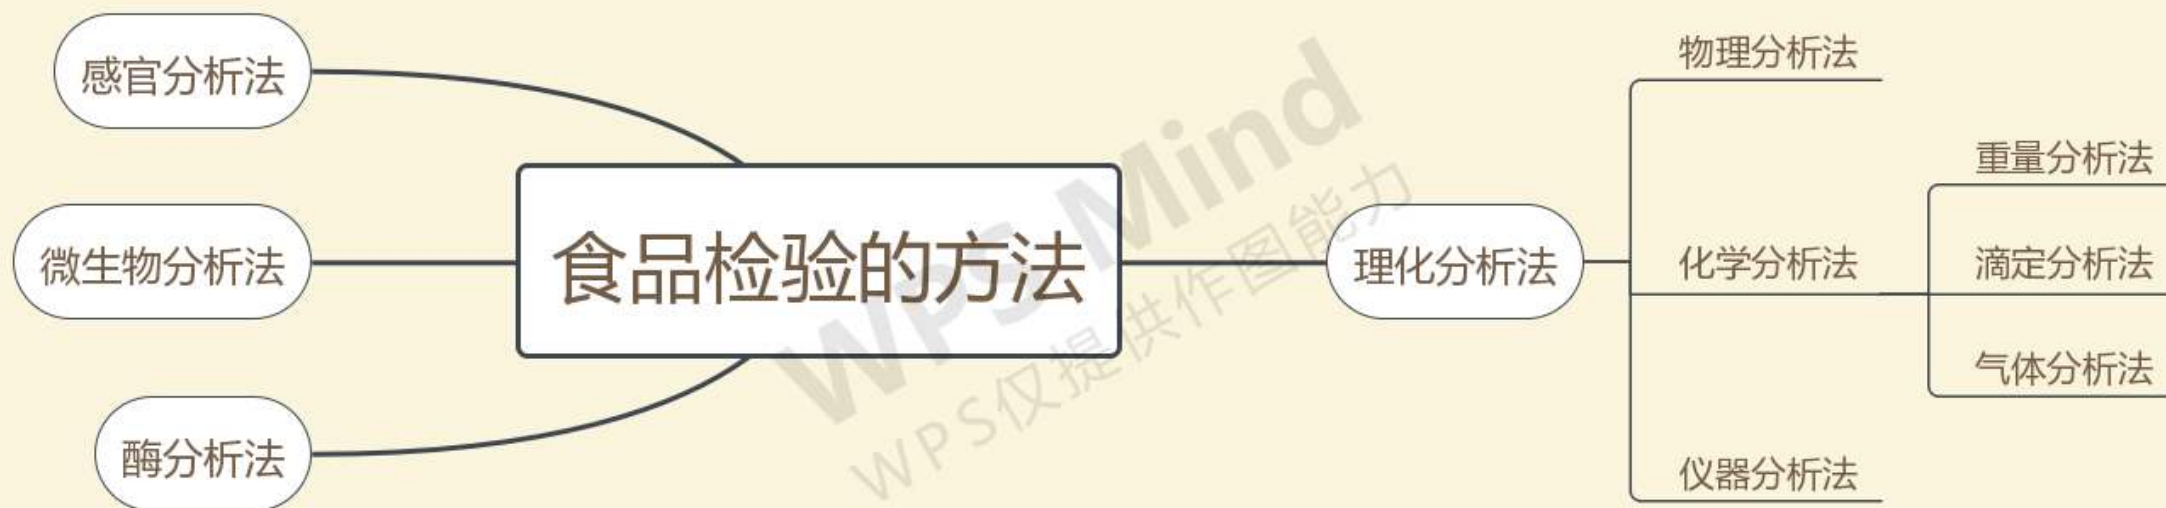 感官分析法
微生物分析法
酶分析法
食品检验的方法
理化分析法
物理分析法
化学分析法
仪器分析法
重量分析法
滴定分析法
气体分析法
WPS Mind
WPS仅提供作图能力